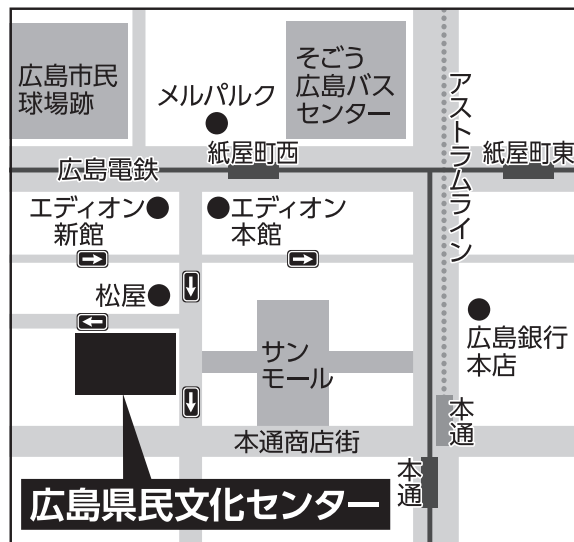 広島市民
球場跡
メルパルク
そごう
広島バス
センター
アストラムライン
紙屋町西
紙屋町東
広島電鉄
エディオン
新館
エディオン
本館
松屋
サン
モール
広島銀行
本店
本通
本通商店街
本通
広島県民文化センター